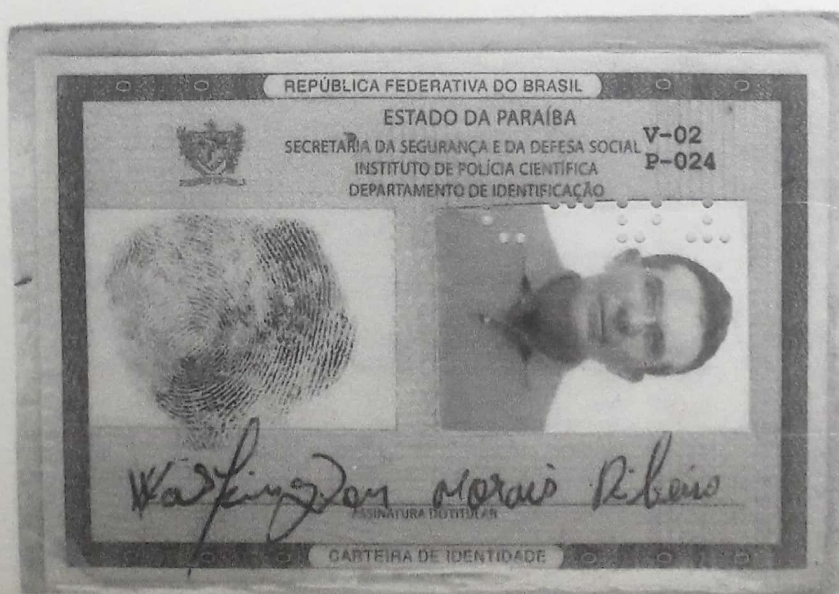 REPÚBLICA FEDERATIVA DO BRASIL
ESTADO DA PARAÍBA
SECRETARIA DA SEGURANÇA E DA DEFESA SOCIAL
INSTITUTO DE POLÍCIA CIENTÍFICA
DEPARTAMENTO DE IDENTIFICAÇÃO
V-02
P-024
Washington Morais Ribeiro
ASSINATURA DO TITULAR
CARTEIRA DE IDENTIDADE